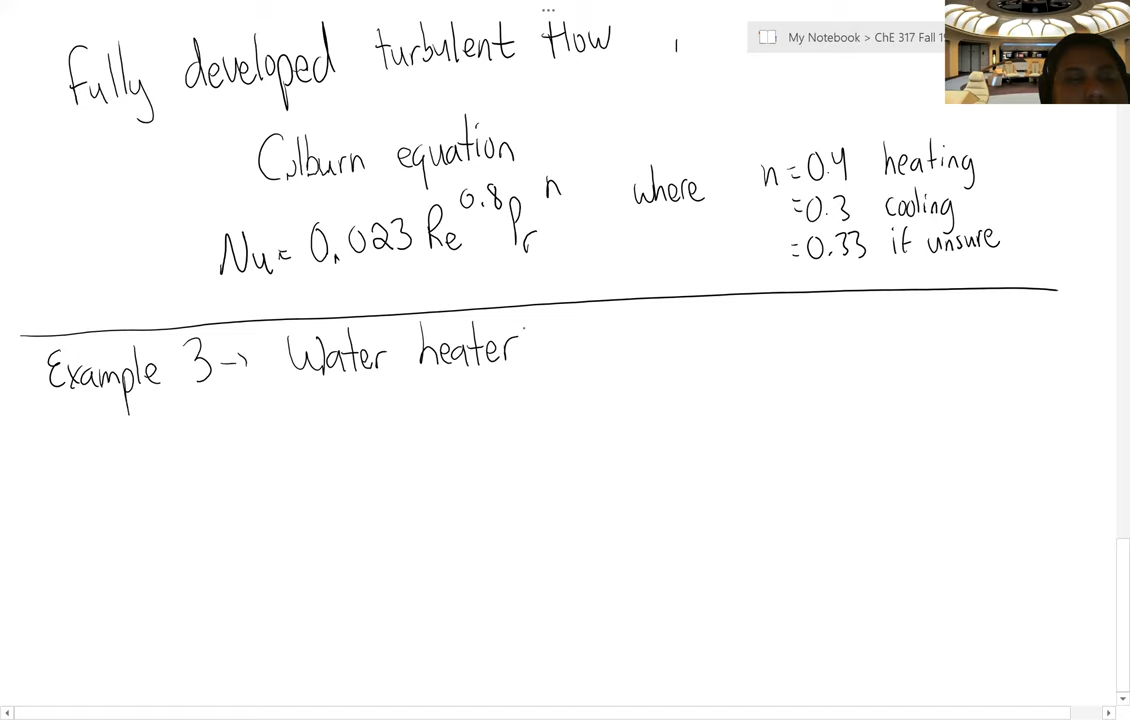 Fully developed turbulent flow
My Notebook > ChE 317 Fall 19
Colburn equation
Nu = 0.023 Re^0.8 Pr^n where n = 0.4 heating
= 0.3 cooling
= 0.33 if unsure
Example 3 → Water heater